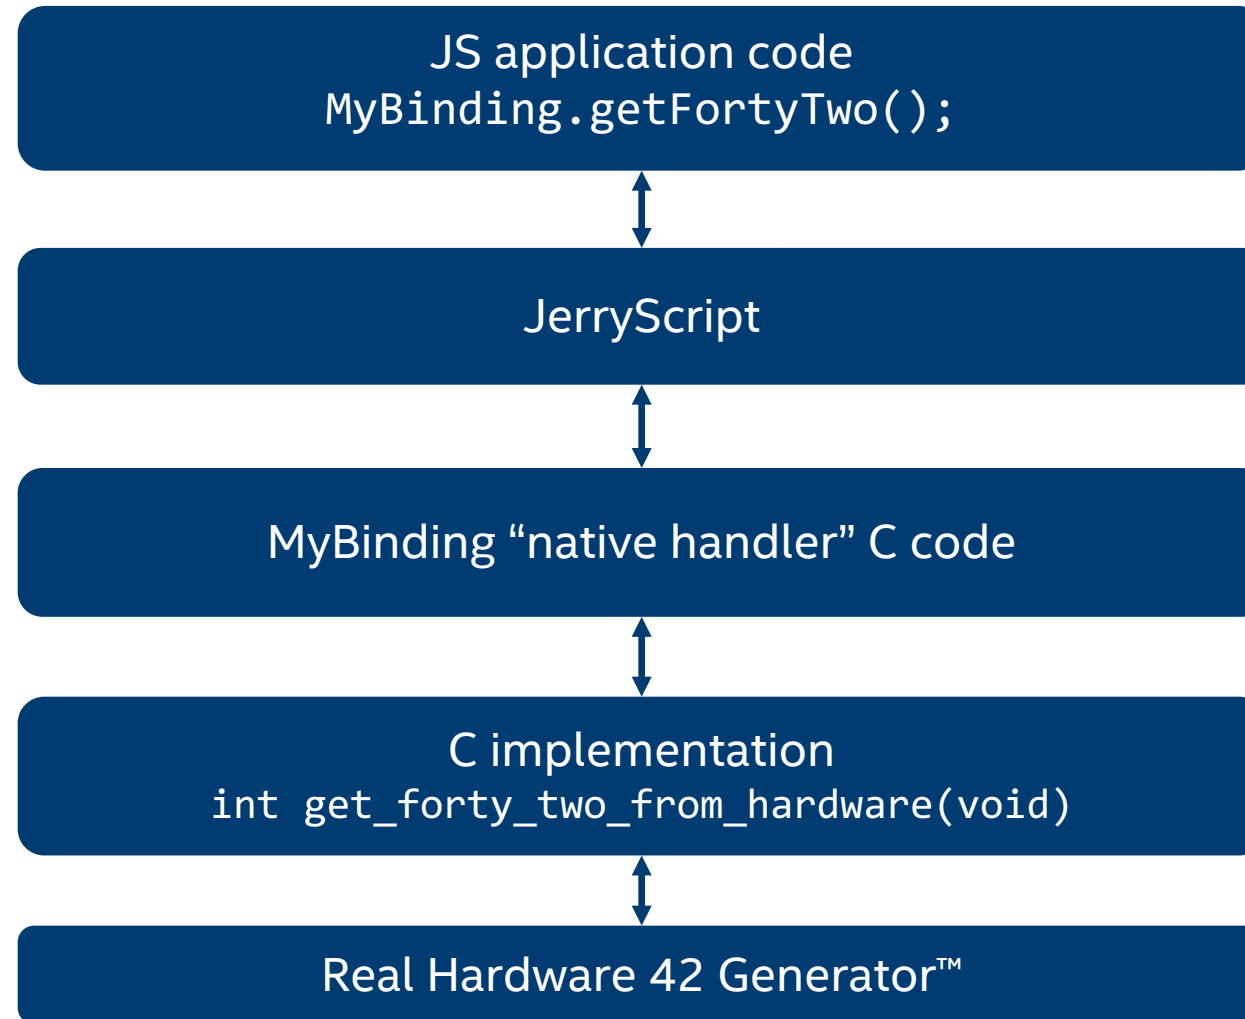 JS application code
MyBinding.getFortyTwo();
JerryScript
MyBinding “native handler” C code
C implementation
int get_forty_two_from_hardware(void)
Real Hardware 42 Generator™